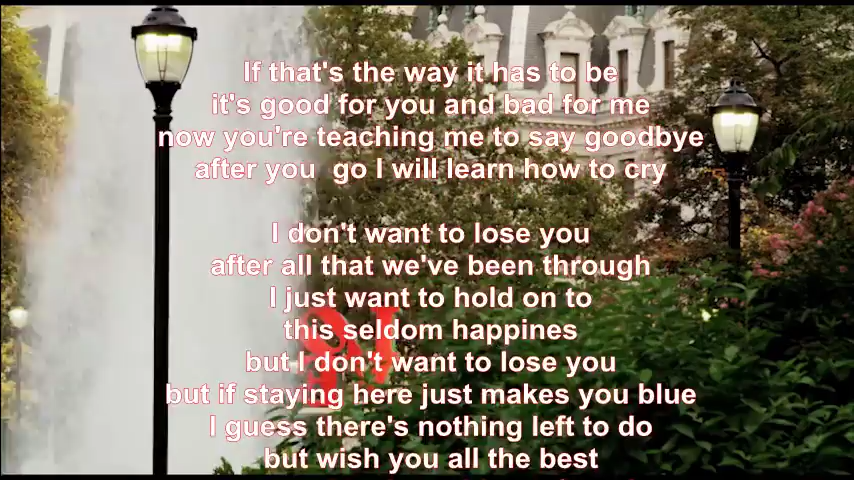 If that's the way it has to be
it's good for you and bad for me
now you're teaching me to say goodbye
after you  go I will learn how to cry

I don't want to lose you
after all that we've been through
I just want to hold on to
this seldom happines
but I don't want to lose you
but if staying here just makes you blue
I guess there's nothing left to do
but wish you all the best